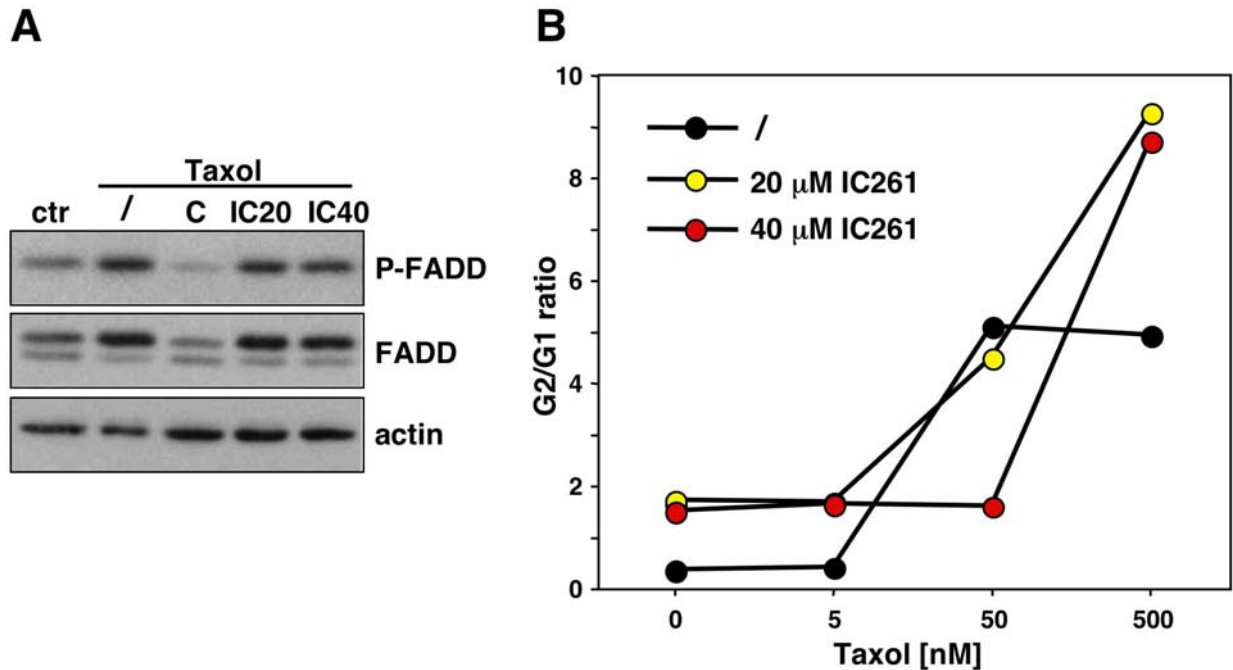 A
Taxol
ctr / C IC20 IC40
P-FADD
FADD
actin
B
10
8
6
4
2
0
G2/G1 ratio
/
20 μM IC261
40 μM IC261
0 5 50 500
Taxol [nM]